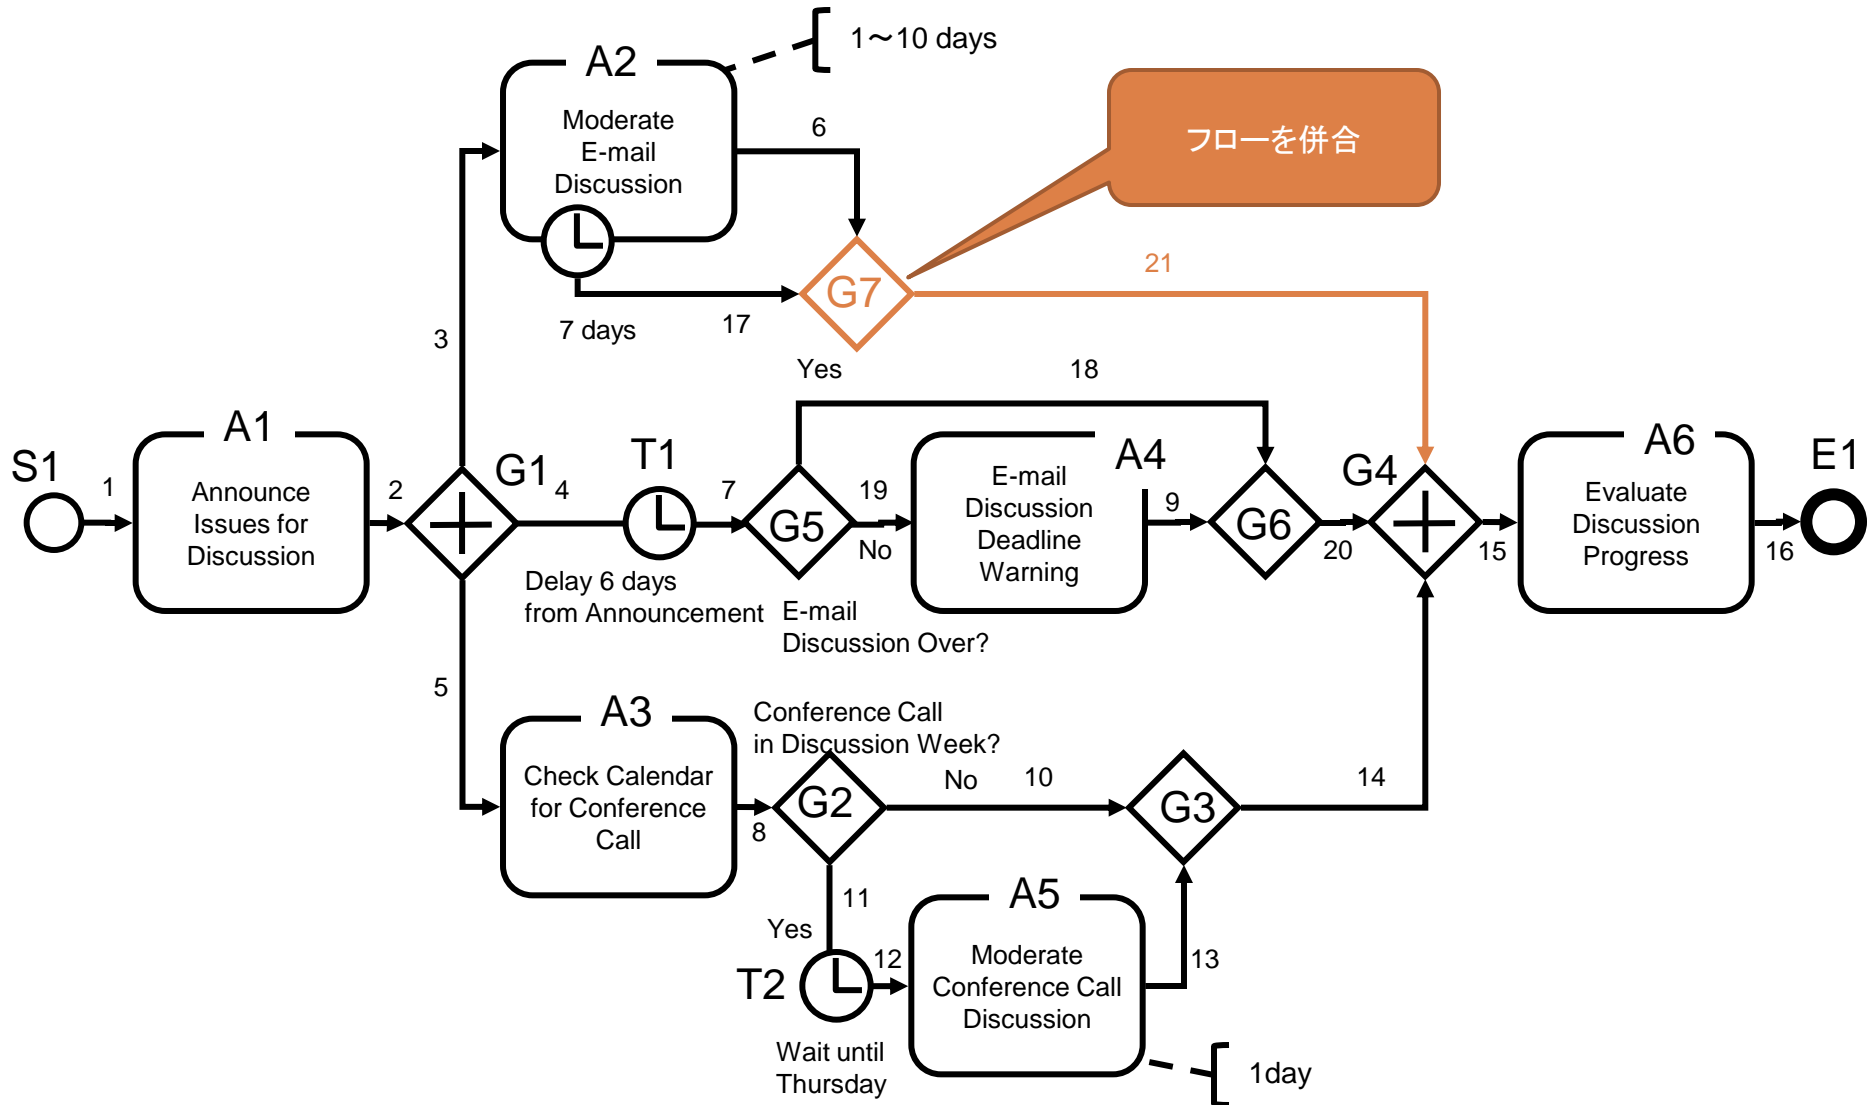 1～10 days
A2
Moderate
E-mail
Discussion
6
フローを併合
G7
21
7 days
17
3
Yes
18
A1
Announce
Issues for
Discussion
S1
1
2
G1
4
T1
7
G5
19
No
A4
E-mail
Discussion
Deadline
Warning
9
G6
20
G4
15
A6
Evaluate
Discussion
Progress
16
E1
Delay 6 days
from Announcement
E-mail
Discussion Over?
5
A3
Check Calendar
for Conference
Call
8
Conference Call
in Discussion Week?
G2
No
10
G3
14
11
Yes
T2
12
Wait until
Thursday
A5
Moderate
Conference Call
Discussion
13
1day